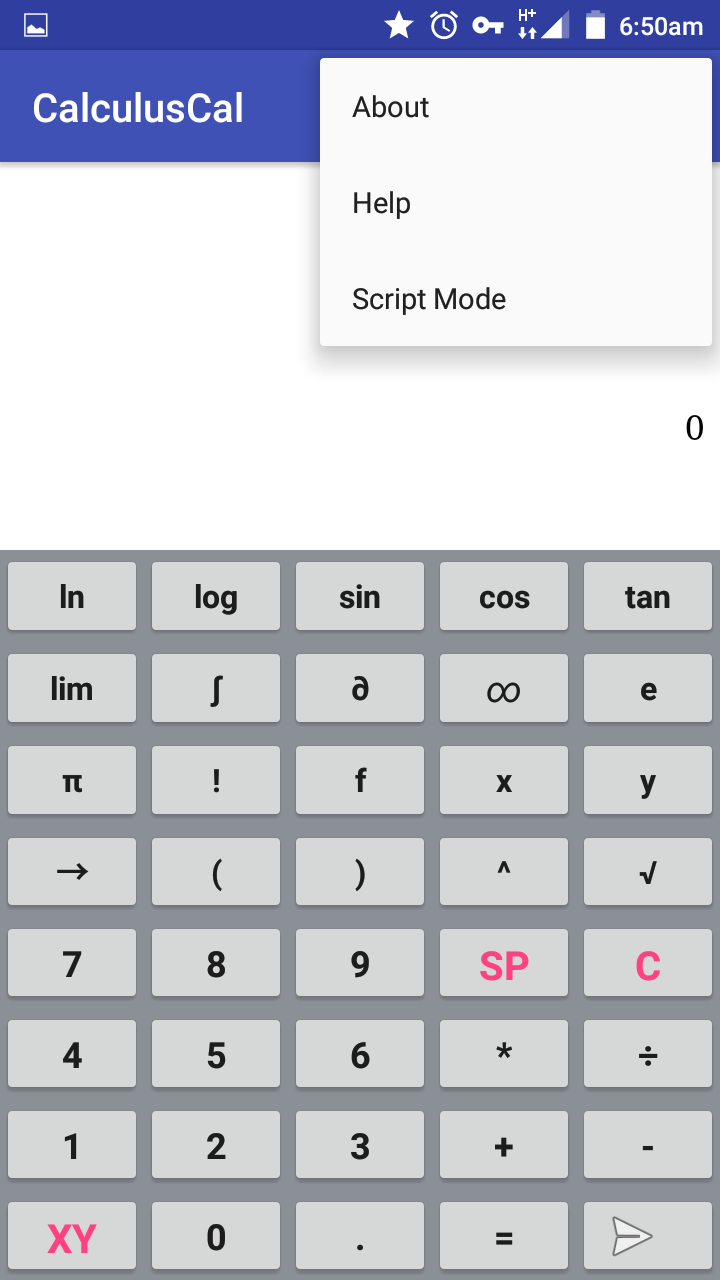 H+ 6:50am
CalculusCal
About
Help
Script Mode
0
ln log sin cos tan
lim ∫ ∂ ∞ e
π ! f x y
→ ( ) ^ √
7 8 9 SP C
4 5 6 * ÷
1 2 3 + -
XY 0 . =